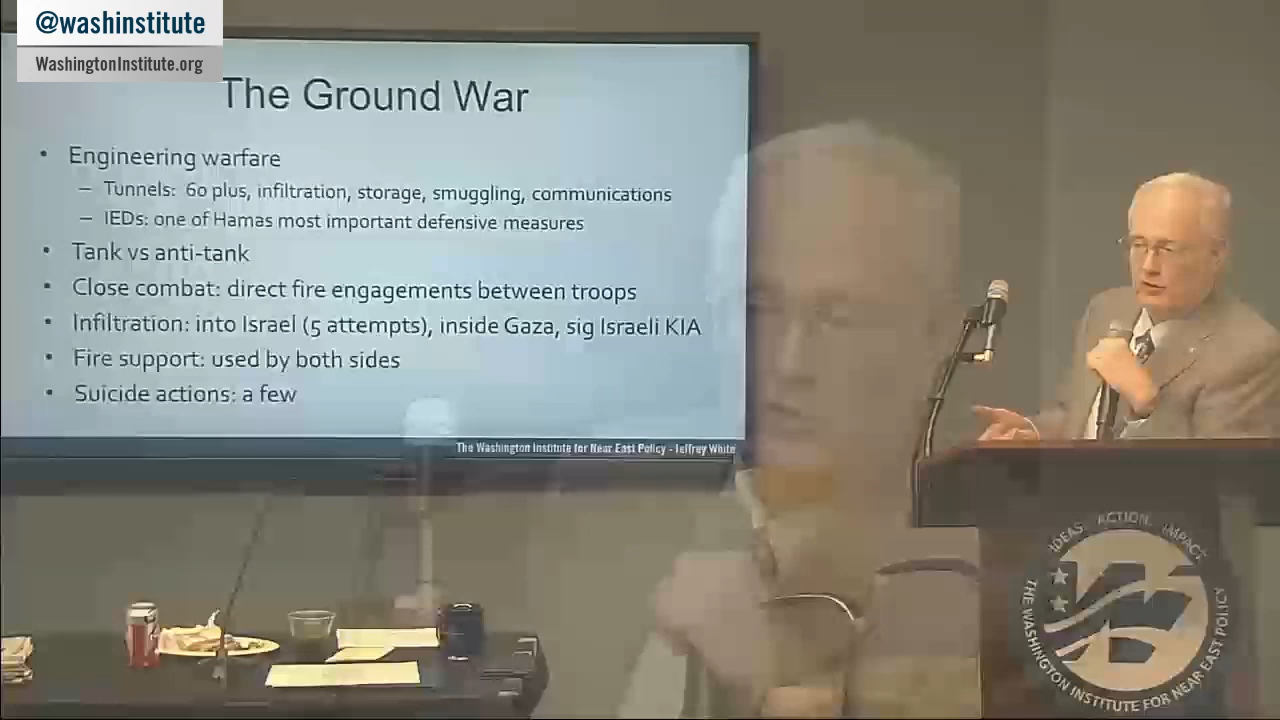 @washinstitute
WashingtonInstitute.org
The Ground War
• Engineering warfare
– Tunnels: 60 plus, infiltration, storage, smuggling, communications
– IEDs: one of Hamas most important defensive measures
• Tank vs anti-tank
• Close combat: direct fire engagements between troops
• Infiltration: into Israel (5 attempts), inside Gaza, sig Israeli KIA
• Fire support: used by both sides
• Suicide actions: a few
The Washington Institute for Near East Policy - Jeffrey White
IDEAS. ACTION. IMPACT.
THE WASHINGTON INSTITUTE FOR NEAR EAST POLICY